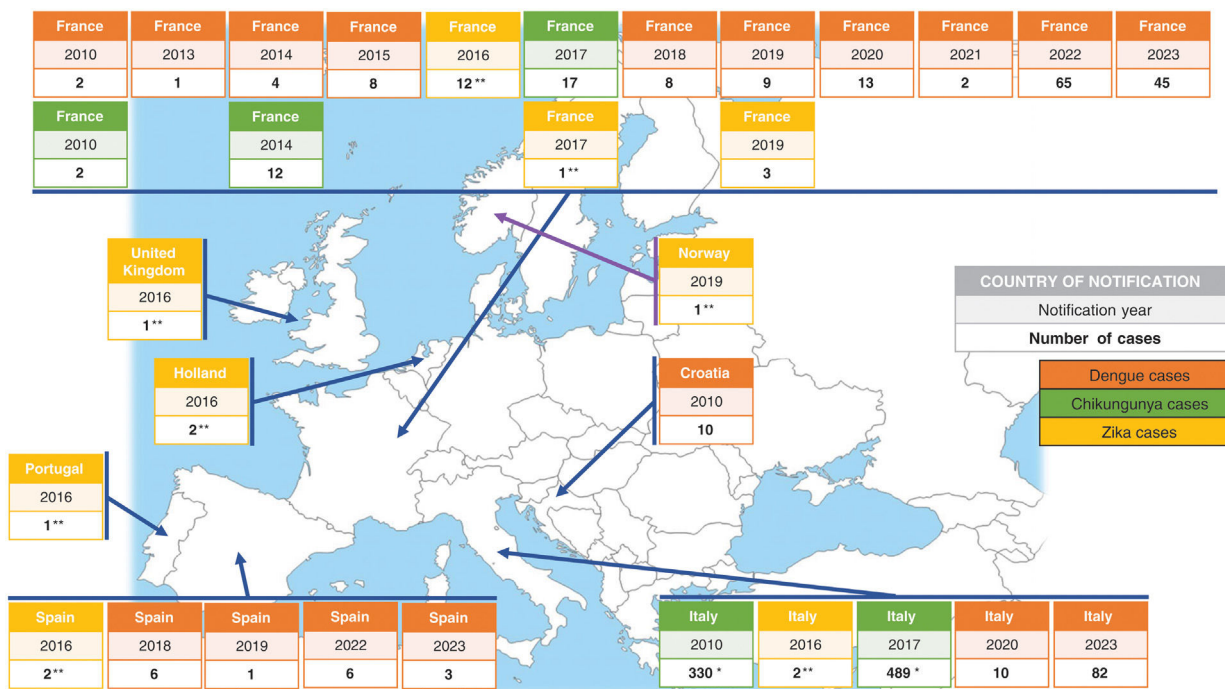 France France France France France France France France France France France France
2010 2013 2014 2015 2016 2017 2018 2019 2020 2021 2022 2023
2 1 4 8 12** 17 8 9 13 2 65 45
France France France France
2010 2014 2017 2019
2 12 1** 3
United
Kingdom
2016
1**
Norway
2019
1**
COUNTRY OF NOTIFICATION
Notification year
Number of cases
Holland
2016
2**
Croatia
2010
10
Dengue cases
Chikungunya cases
Zika cases
Portugal
2016
1**
Spain Spain Spain Spain Spain
2016 2018 2019 2022 2023
2** 6 1 6 3
Italy Italy Italy Italy Italy
2010 2016 2017 2020 2023
330 * 2** 489 * 10 82